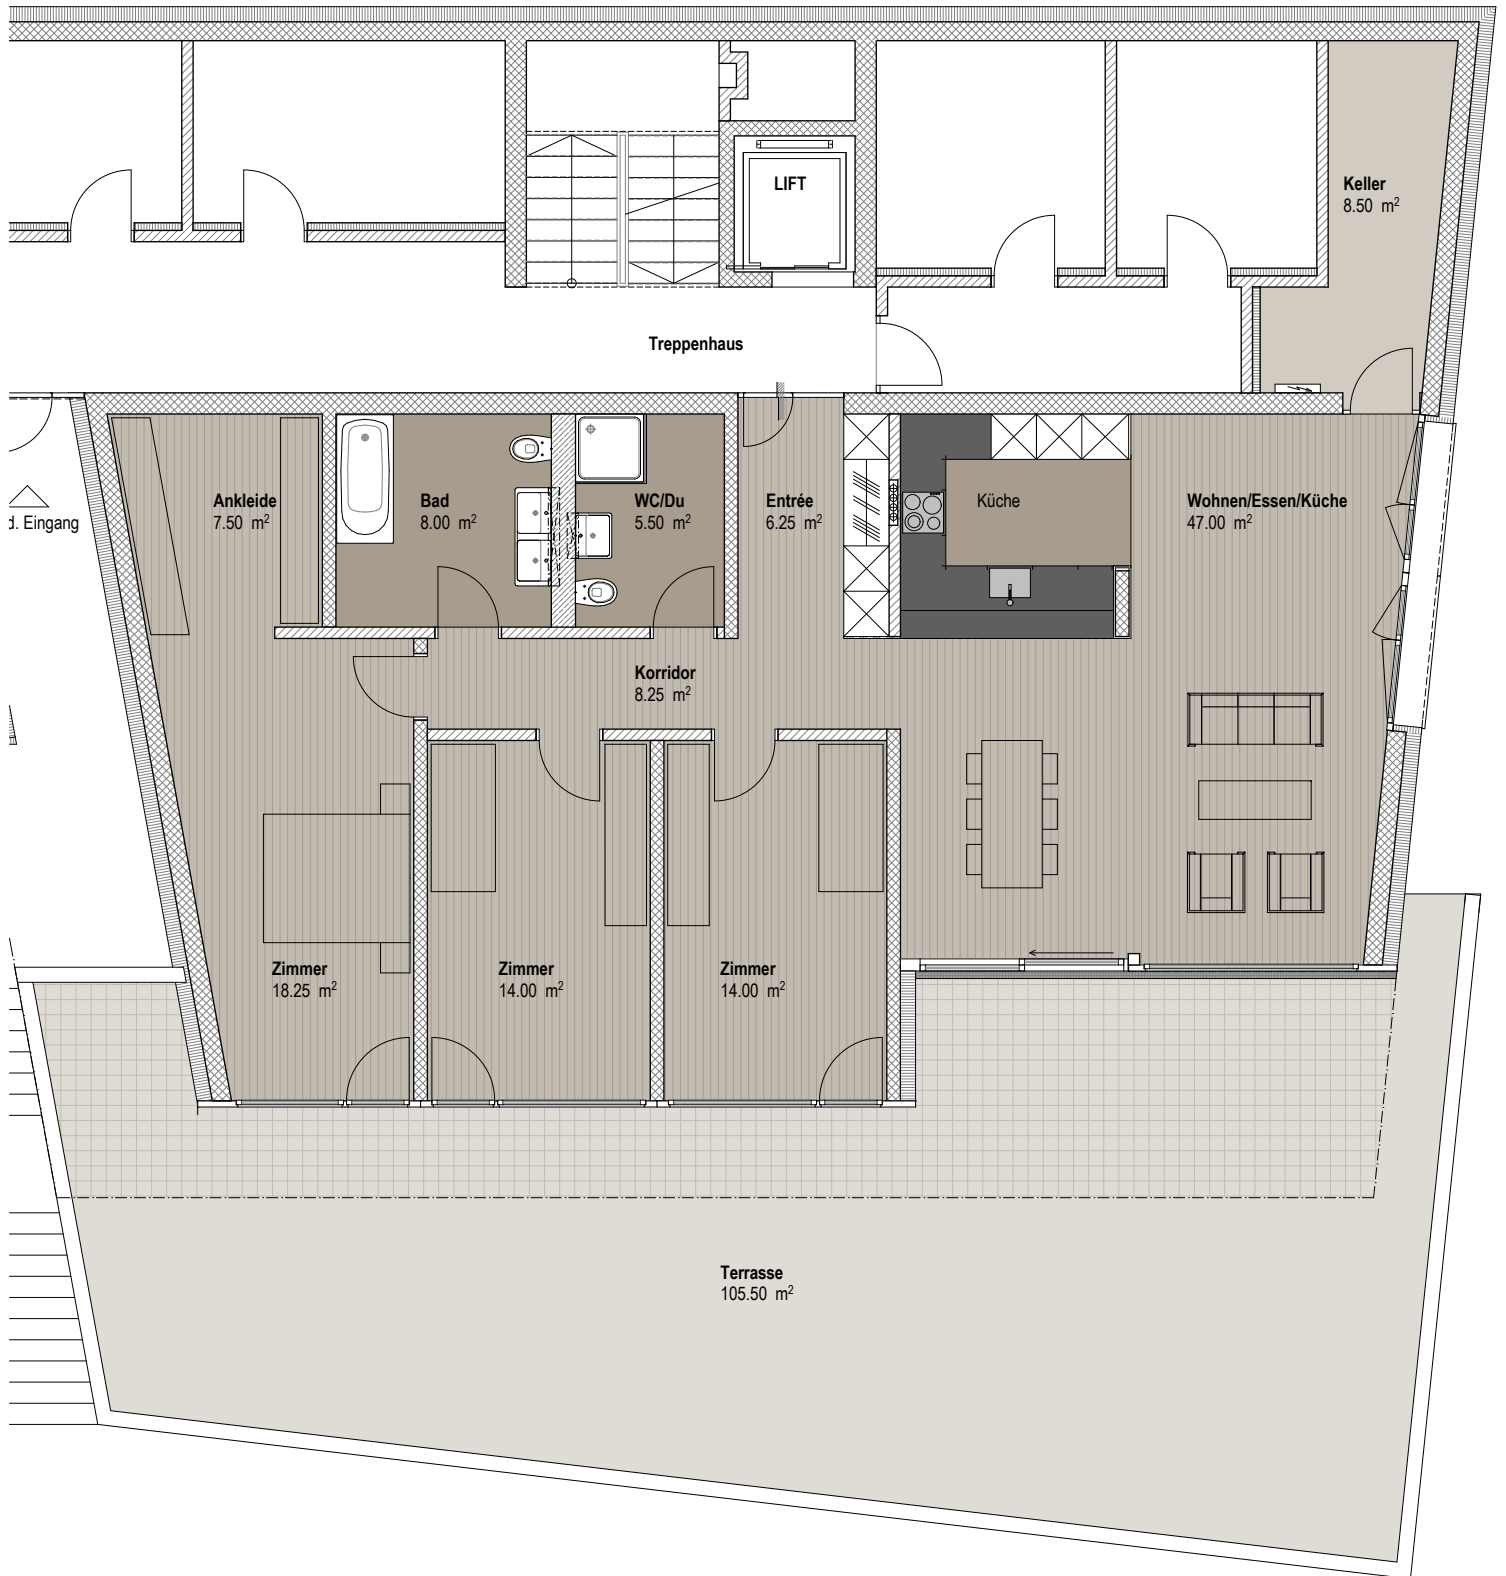 LIFT
Keller
8.50 m²
Treppenhaus
Ankleide
7.50 m²
Bad
8.00 m²
WC/Du
5.50 m²
Entrée
6.25 m²
Küche
Wohnen/Essen/Küche
47.00 m²
d. Eingang
Korridor
8.25 m²
Zimmer
18.25 m²
Zimmer
14.00 m²
Zimmer
14.00 m²
Terrasse
105.50 m²